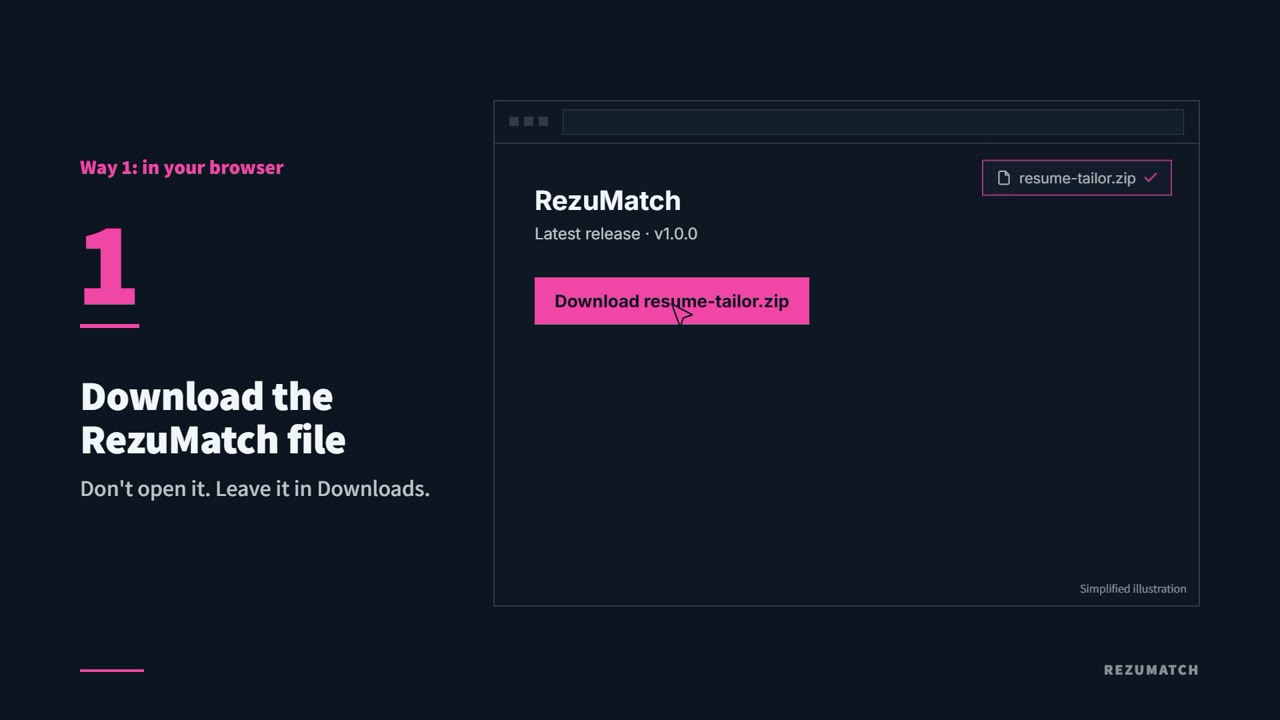 Way 1: in your browser
1
Download the
RezuMatch file
Don't open it. Leave it in Downloads.
resume-tailor.zip
RezuMatch
Latest release · v1.0.0
Download resume-tailor.zip
Simplified illustration
REZUMATCH